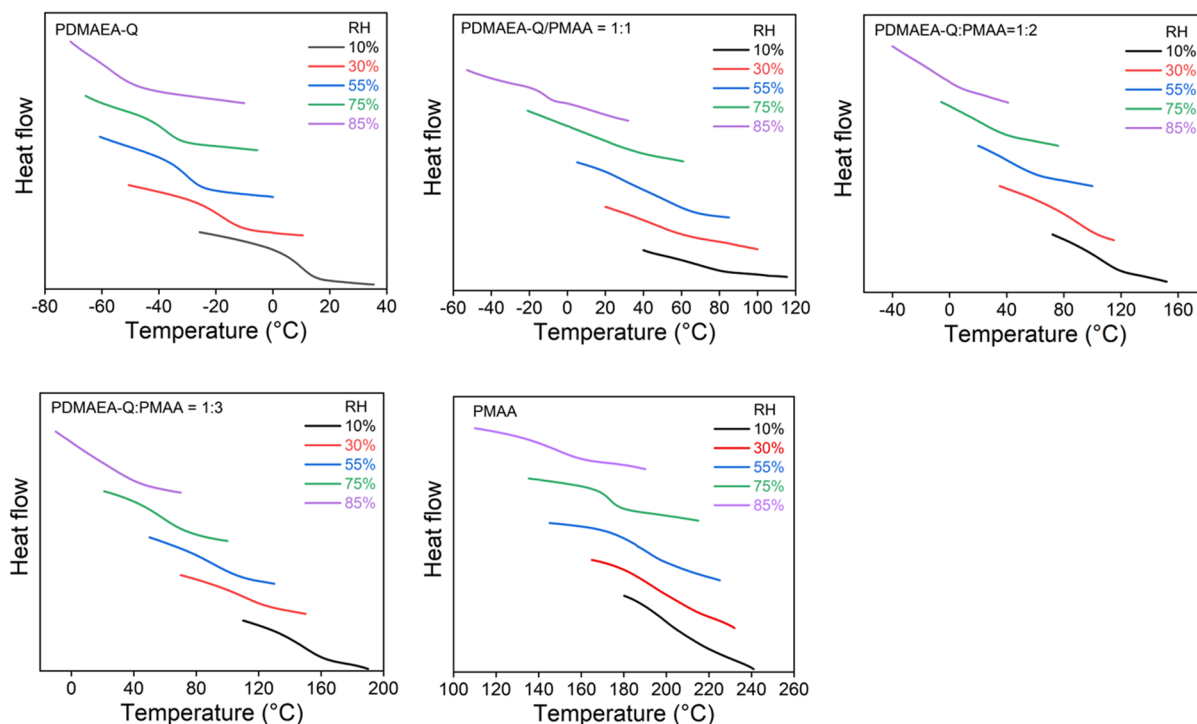 PDMAEA-Q
RH
10%
30%
55%
75%
85%
Heat flow
-80 -60 -40 -20 0 20 40
Temperature (°C)
PDMAEA-Q/PMAA = 1:1
RH
10%
30%
55%
75%
85%
Heat flow
-60 -40 -20 0 20 40 60 80 100 120
Temperature (°C)
PDMAEA-Q:PMAA=1:2
RH
10%
30%
55%
75%
85%
Heat flow
-40 0 40 80 120 160
Temperature (°C)
PDMAEA-Q:PMAA = 1:3
RH
10%
30%
55%
75%
85%
Heat flow
0 40 80 120 160 200
Temperature (°C)
PMAA
RH
10%
30%
55%
75%
85%
Heat flow
100 120 140 160 180 200 220 240 260
Temperature (°C)